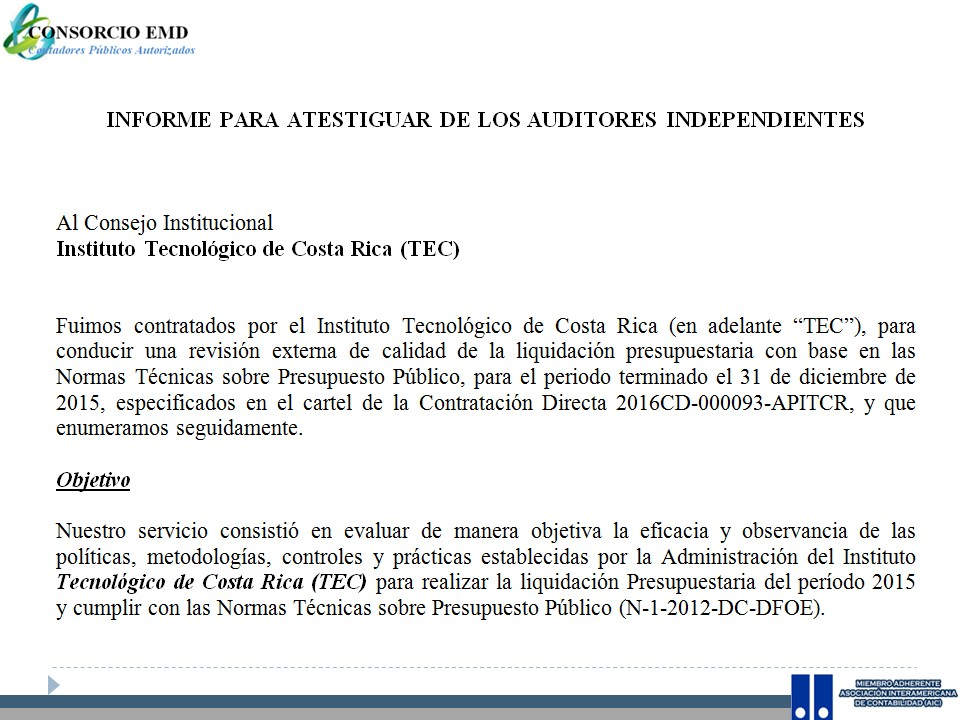 CONSORCIO EMD
Contadores Públicos Autorizados
INFORME PARA ATESTIGUAR DE LOS AUDITORES INDEPENDIENTES
Al Consejo Institucional
Instituto Tecnológico de Costa Rica (TEC)
Fuimos contratados por el Instituto Tecnológico de Costa Rica (en adelante “TEC”), para
conducir una revisión externa de calidad de la liquidación presupuestaria con base en las
Normas Técnicas sobre Presupuesto Público, para el periodo terminado el 31 de diciembre de
2015, especificados en el cartel de la Contratación Directa 2016CD-000093-APITCR, y que
enumeramos seguidamente.
Objetivo
Nuestro servicio consistió en evaluar de manera objetiva la eficacia y observancia de las
políticas, metodologías, controles y prácticas establecidas por la Administración del Instituto
Tecnológico de Costa Rica (TEC) para realizar la liquidación Presupuestaria del período 2015
y cumplir con las Normas Técnicas sobre Presupuesto Público (N-1-2012-DC-DFOE).
MIEMBRO ADHERENTE
ASOCIACIÓN INTERAMERICANA
DE CONTABILIDAD (AIC)